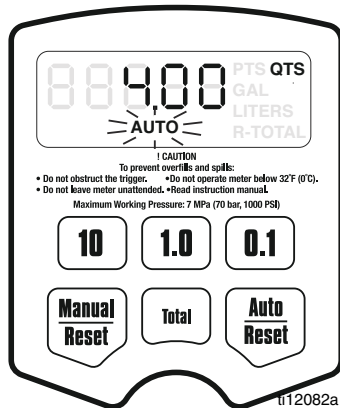 4.00 PTS QTS
GAL
LITERS
AUTO R-TOTAL
! CAUTION
To prevent overfills and spills:
• Do not obstruct the trigger. •Do not operate meter below 32˚F (0˚C).
• Do not leave meter unattended. •Read instruction manual.
Maximum Working Pressure: 7 MPa (70 bar, 1000 PSI)
10 1.0 0.1
Manual Total Auto
Reset Reset
ti12082a